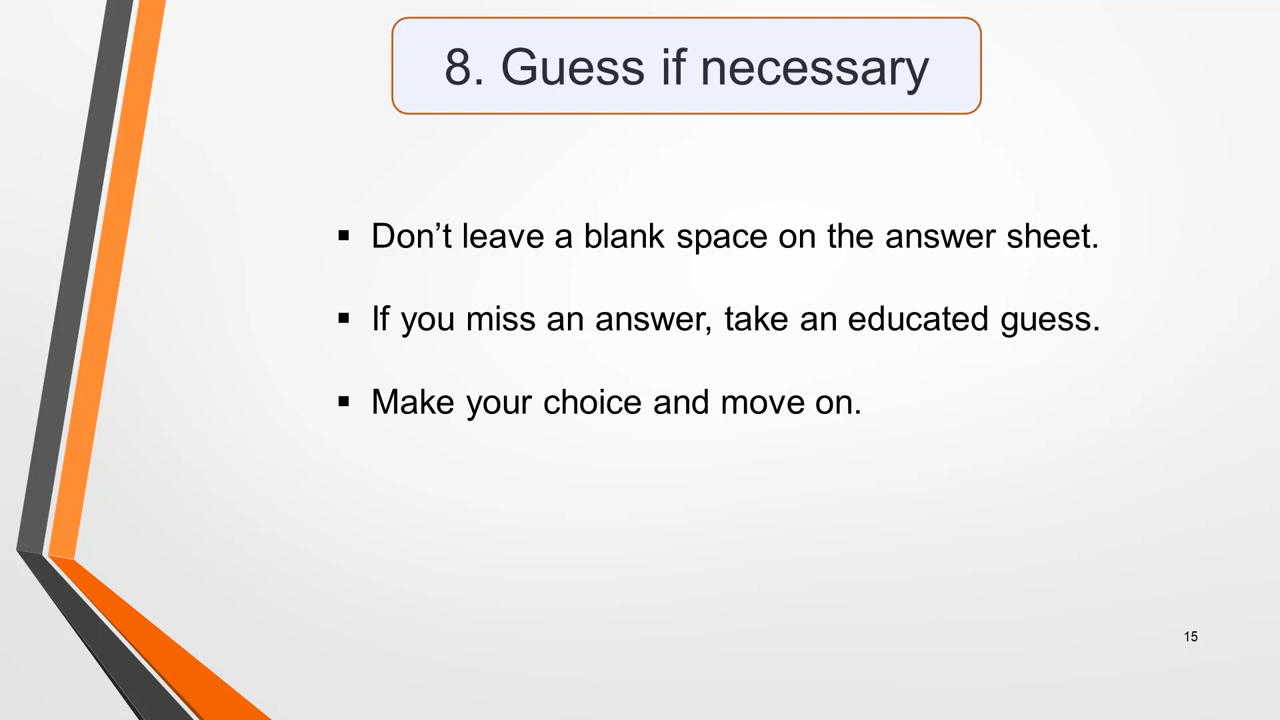 8. Guess if necessary
▪ Don’t leave a blank space on the answer sheet.
▪ If you miss an answer, take an educated guess.
▪ Make your choice and move on.
15